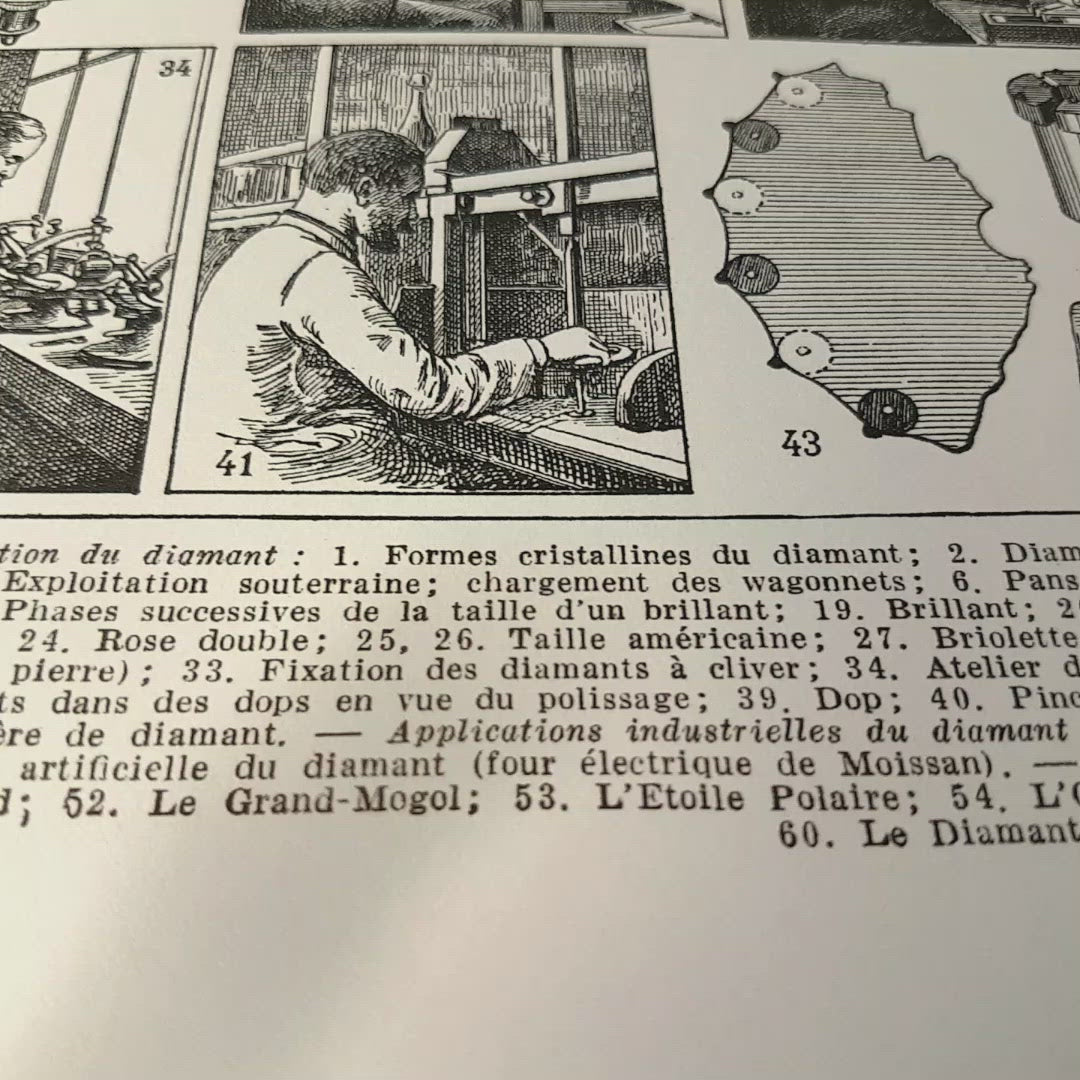 34
41
43
tion du diamant : 1. Formes cristallines du diamant; 2. Diam
Exploitation souterraine; chargement des wagonnets; 6. Pans
Phases successives de la taille d'un brillant; 19. Brillant; 2
24. Rose double; 25, 26. Taille américaine; 27. Briolette
pierre); 33. Fixation des diamants à cliver; 34. Atelier d
ts dans des dops en vue du polissage; 39. Dop; 40. Pinc
ère de diamant. — Applications industrielles du diamant
artificielle du diamant (four électrique de Moissan). —
d; 52. Le Grand-Mogol; 53. L'Etoile Polaire; 54. L'
60. Le Diamant